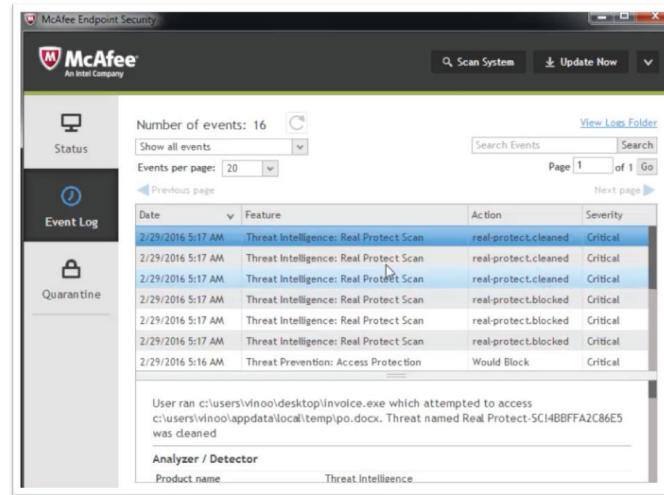 McAfee Endpoint Security
McAfee
An Intel Company
Scan System
Update Now
Status
Event Log
Quarantine
Number of events: 16
View Logs Folder
Show all events
Search Events
Search
Events per page: 20
Page 1 of 1 Go
Previous page
Next page
Date Feature Action Severity
2/29/2016 5:17 AM Threat Intelligence: Real Protect Scan real-protect.cleaned Critical
2/29/2016 5:17 AM Threat Intelligence: Real Protect Scan real-protect.cleaned Critical
2/29/2016 5:17 AM Threat Intelligence: Real Protect Scan real-protect.cleaned Critical
2/29/2016 5:17 AM Threat Intelligence: Real Protect Scan real-protect.blocked Critical
2/29/2016 5:17 AM Threat Intelligence: Real Protect Scan real-protect.blocked Critical
2/29/2016 5:17 AM Threat Intelligence: Real Protect Scan real-protect.blocked Critical
2/29/2016 5:16 AM Threat Prevention: Access Protection Would Block Critical
User ran c:\users\vinoo\desktop\invoice.exe which attempted to access
c:\users\vinoo\appdata\local\temp\po.docx. Threat named Real Protect-SCI4BBFFA2C86E5
was cleaned
Analyzer / Detector
Product name Threat Intelligence